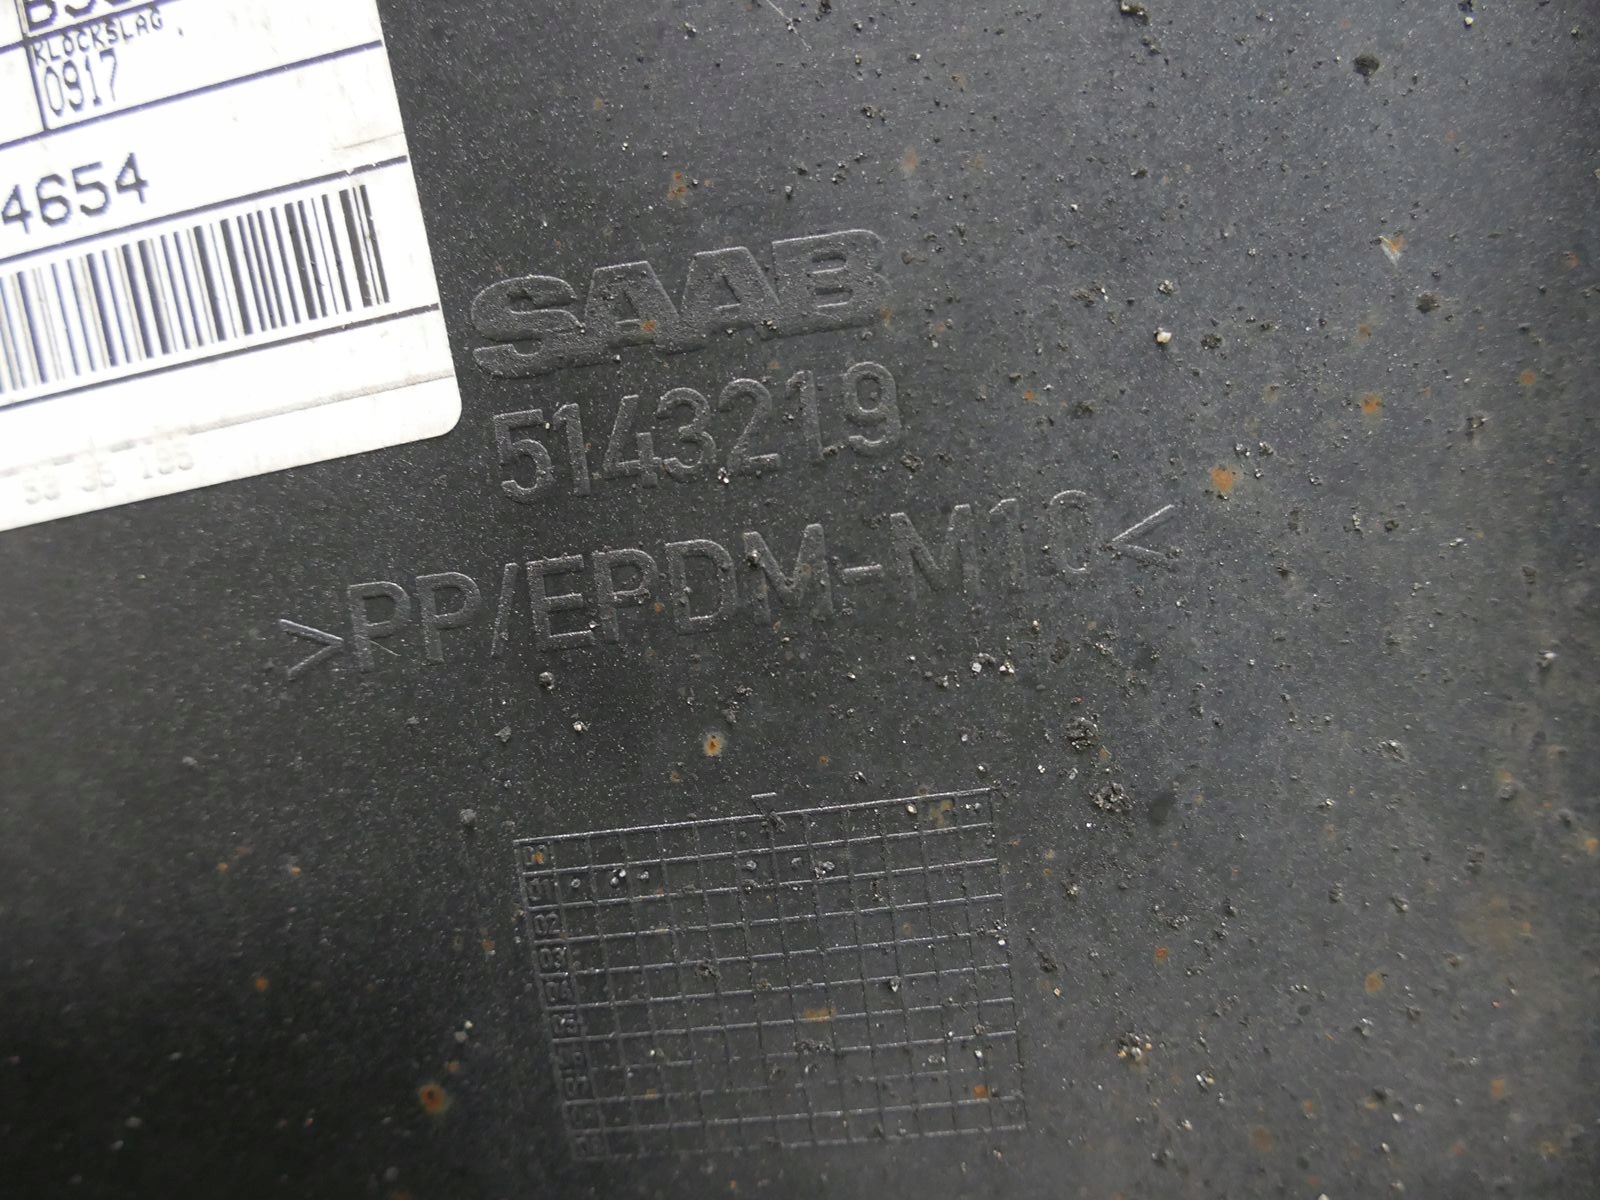 KLOCKSLAG
0917
4654
SAAB
5143219
>PP/EPDM-M10<